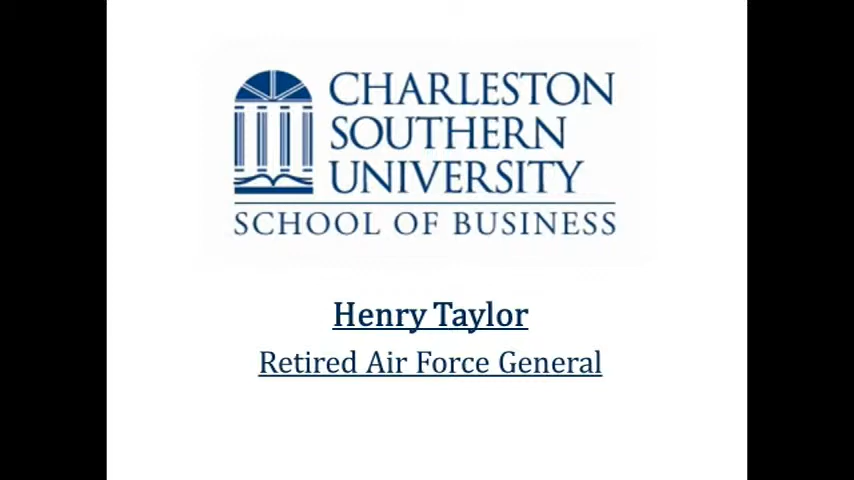 CHARLESTON
SOUTHERN
UNIVERSITY
SCHOOL OF BUSINESS
Henry Taylor
Retired Air Force General